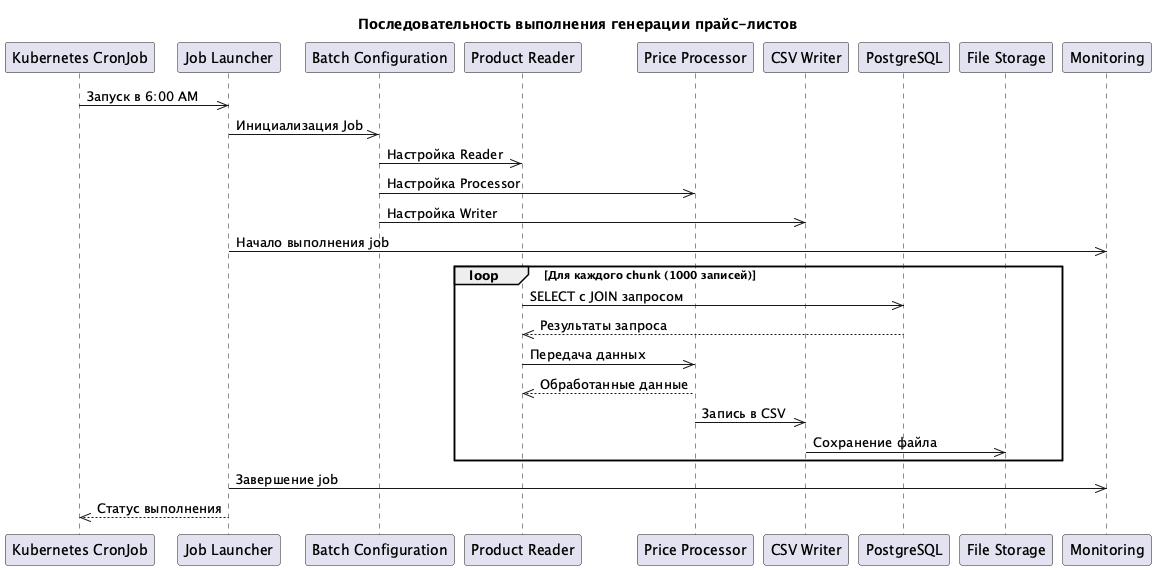 Последовательность выполнения генерации прайс-листов
Kubernetes CronJob Job Launcher Batch Configuration Product Reader Price Processor CSV Writer PostgreSQL File Storage Monitoring
Запуск в 6:00 AM
Инициализация Job
Настройка Reader
Настройка Processor
Настройка Writer
Начало выполнения job
loop [Для каждого chunk (1000 записей)]
SELECT с JOIN запросом
Результаты запроса
Передача данных
Обработанные данные
Запись в CSV
Сохранение файла
Завершение job
Статус выполнения
Kubernetes CronJob Job Launcher Batch Configuration Product Reader Price Processor CSV Writer PostgreSQL File Storage Monitoring